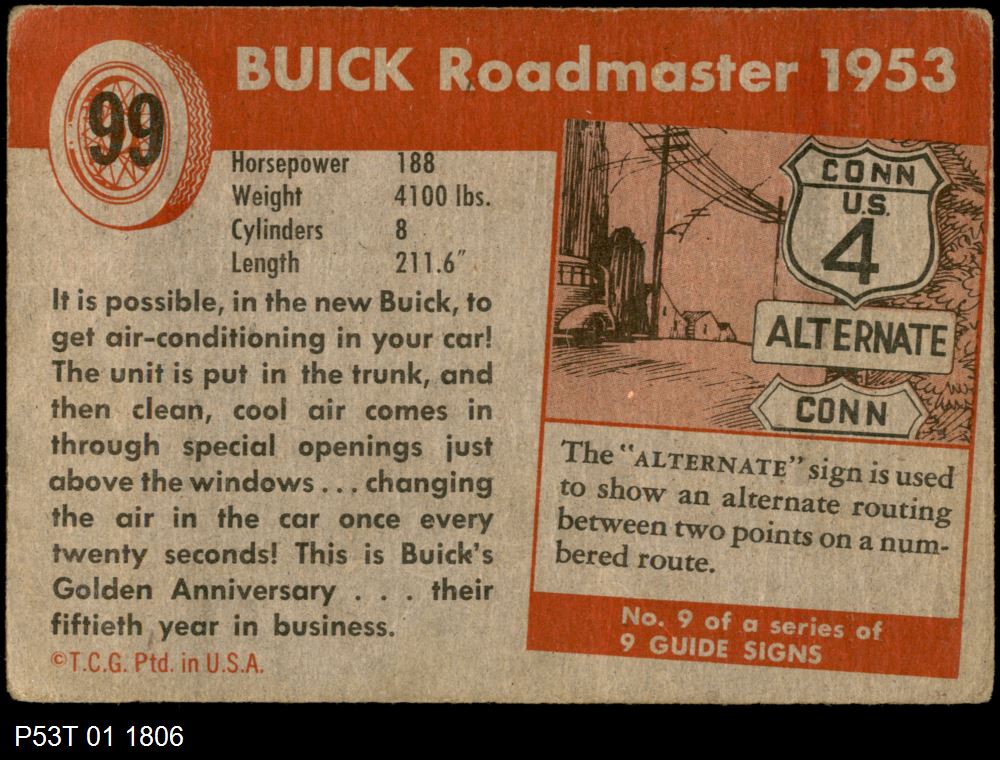 99
BUICK Roadmaster 1953
Horsepower 188
Weight 4100 lbs.
Cylinders 8
Length 211.6"
It is possible, in the new Buick, to
get air-conditioning in your car!
The unit is put in the trunk, and
then clean, cool air comes in
through special openings just
above the windows . . . changing
the air in the car once every
twenty seconds! This is Buick's
Golden Anniversary . . . their
fiftieth year in business.
©T.C.G. Ptd. in U.S.A.
CONN
U.S.
4
ALTERNATE
CONN
The "ALTERNATE" sign is used
to show an alternate routing
between two points on a num-
bered route.
No. 9 of a series of
9 GUIDE SIGNS
P53T 01 1806